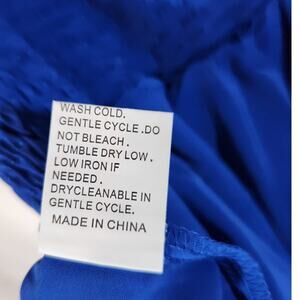 WASH COLD.
GENTLE CYCLE .DO
NOT BLEACH .
TUMBLE DRY LOW .
LOW IRON IF
NEEDED .
DRYCLEANABLE IN
GENTLE CYCLE.
MADE IN CHINA